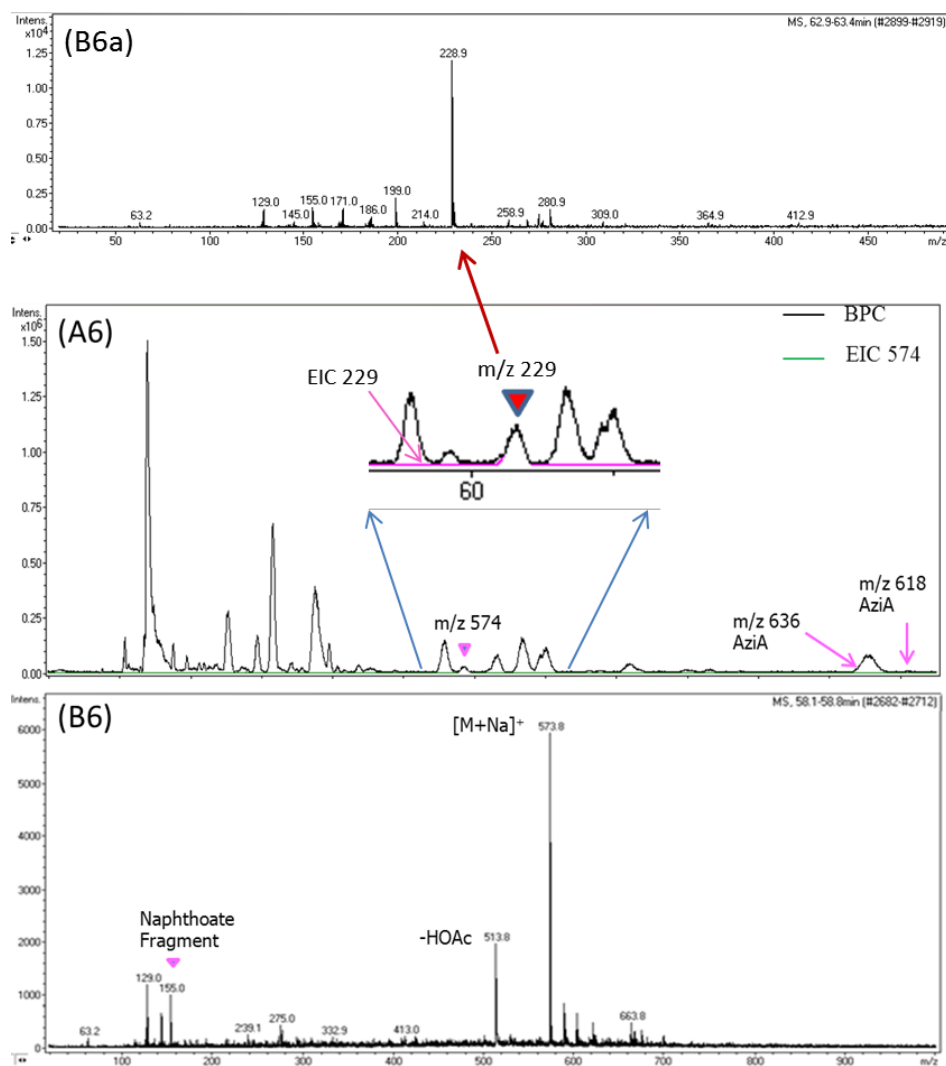 Intens.
x10⁴
(B6a)
MS, 62.9-63.4min (#2899-#2919)
1.25
1.00
0.75
0.50
0.25
0.00
228.9
63.2
129.0
145.0
155.0
171.0
186.0
199.0
214.0
258.9
280.9
309.0
364.9
412.9
50
100
150
200
250
300
350
400
450
m/z
Intens.
x10⁶
(A6)
BPC
EIC 574
1.50
1.25
1.00
0.75
0.50
0.25
0.00
EIC 229
m/z 229
60
m/z 574
m/z 636
AziA
m/z 618
AziA
Intens.
(B6)
MS, 58.1-58.8min (#2682-#2712)
6000
5000
4000
3000
2000
1000
0
[M+Na]⁺
573.8
Naphthoate
Fragment
-HOAc
513.8
63.2
129.0
155.0
239.1
275.0
332.9
413.0
663.8
100
200
300
400
500
600
700
800
900
m/z